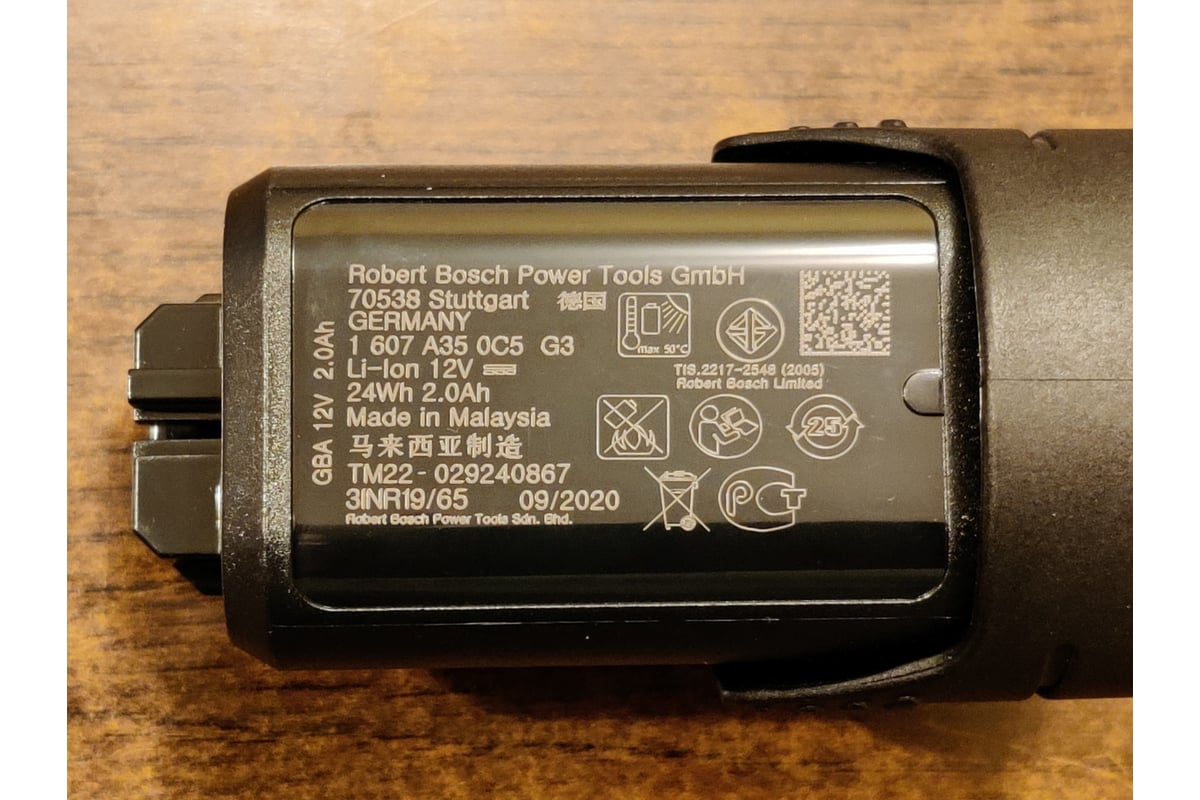 Robert Bosch Power Tools GmbH
70538 Stuttgart 德国
GERMANY
1 607 A35 0C5 G3
Li-Ion 12V
24Wh 2.0Ah
Made in Malaysia
马来西亚制造
TM22-029240867
3INR19/65 09/2020
Robert Bosch Power Tools Sdn. Bhd.
GBA 12V 2.0Ah
max 50°C
TIS.2217-2548 (2005)
Robert Bosch Limited
25
РСТ